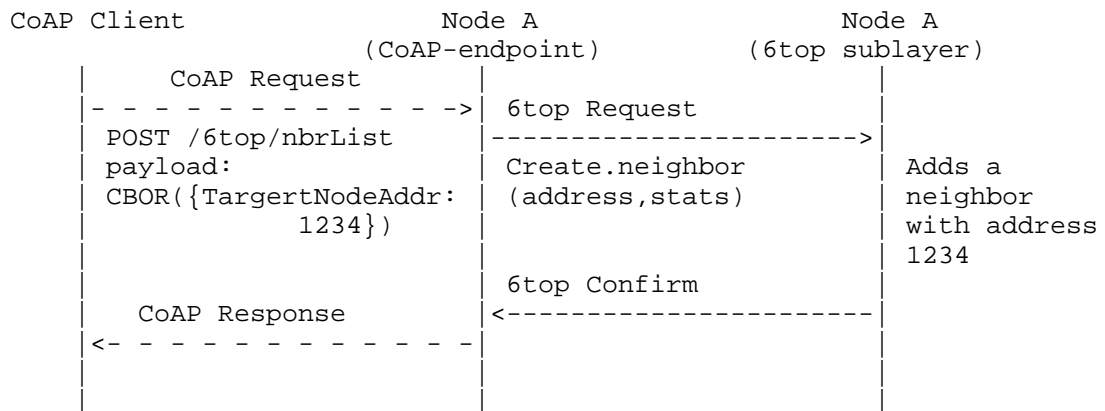 CoAP Client Node A Node A
(CoAP-endpoint) (6top sublayer)
CoAP Request
- - - - - - - - - - - - -> 6top Request
POST /6top/nbrList ----------------------->
payload: Create.neighbor Adds a
CBOR({TargertNodeAddr: (address,stats) neighbor
1234}) with address
1234
6top Confirm
CoAP Response <-----------------------
<- - - - - - - - - - - - -